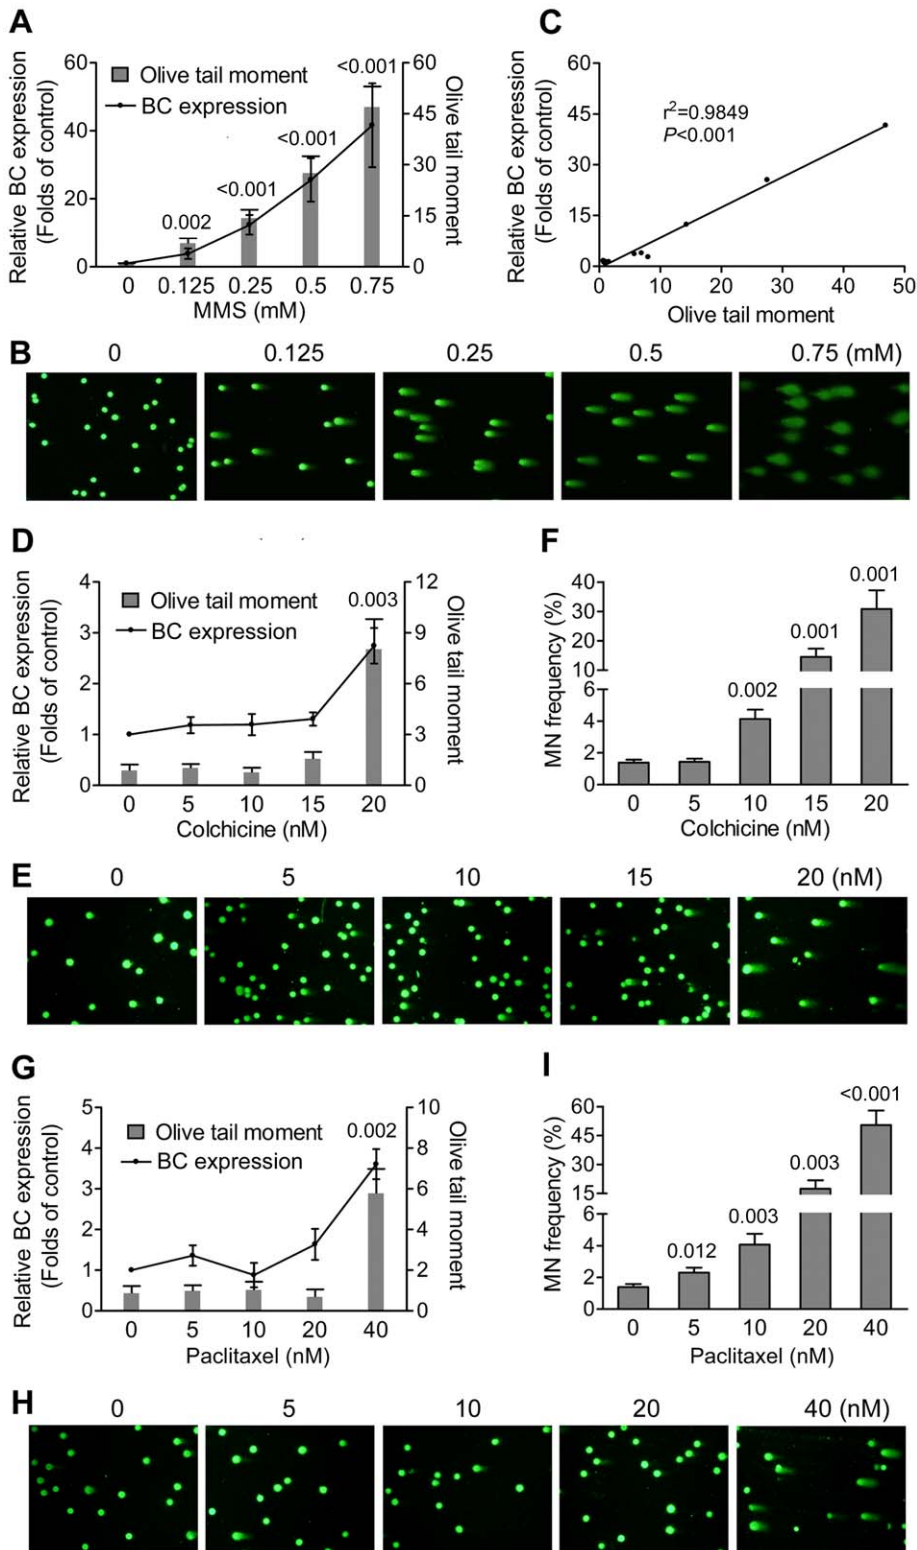 A
Relative BC expression
(Folds of control)
60
40
20
0
Olive tail moment
BC expression
0.002
<0.001
<0.001
<0.001
60
45
30
15
0
Olive tail moment
0 0.125 0.25 0.5 0.75
MMS (mM)
C
Relative BC expression
(Folds of control)
60
45
30
15
0
r²=0.9849
P<0.001
0 10 20 30 40 50
Olive tail moment
B
0 0.125 0.25 0.5 0.75 (mM)
D
Relative BC expression
(Folds of control)
4
3
2
1
0
Olive tail moment
BC expression
0.003
12
9
6
3
0
Olive tail moment
0 5 10 15 20
Colchicine (nM)
F
MN frequency (%)
40
30
20
10
6
4
2
0
0.002
0.001
0.001
0 5 10 15 20
Colchicine (nM)
E
0 5 10 15 20 (nM)
G
Relative BC expression
(Folds of control)
5
4
3
2
1
0
Olive tail moment
BC expression
0.002
10
8
6
4
2
0
Olive tail moment
0 5 10 20 40
Paclitaxel (nM)
I
MN frequency (%)
60
45
30
15
6
4
2
0
0.012
0.003
0.003
<0.001
0 5 10 20 40
Paclitaxel (nM)
H
0 5 10 20 40 (nM)